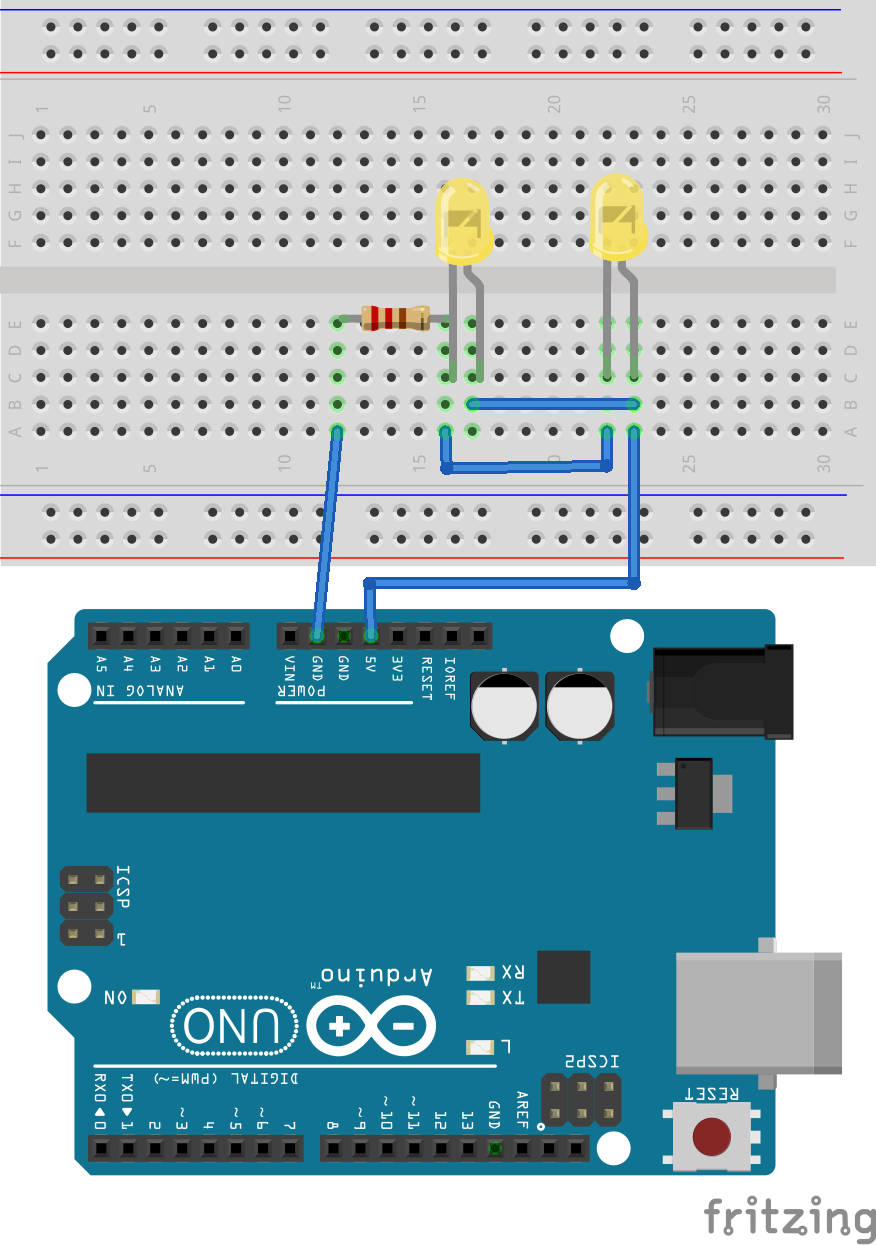 1 5 10 15 20 25 30
J J
I I
H H
G G
F F
E E
D D
C C
B B
A A
1 5 10 15 20 25 30
A5 A4 A3 A2 A1 A0 VIN GND GND 5V 3V3 RESET IOREF
ANALOG IN POWER
ICSP
1
ON
Arduino™
UNO
+ −
RX
TX
L
ICSP2
DIGITAL (PWM=~)
RESET
RX0◀0 TX0▶1 2 ~3 4 ~5 ~6 7 8 ~9 ~10 ~11 12 13 GND AREF
fritzing